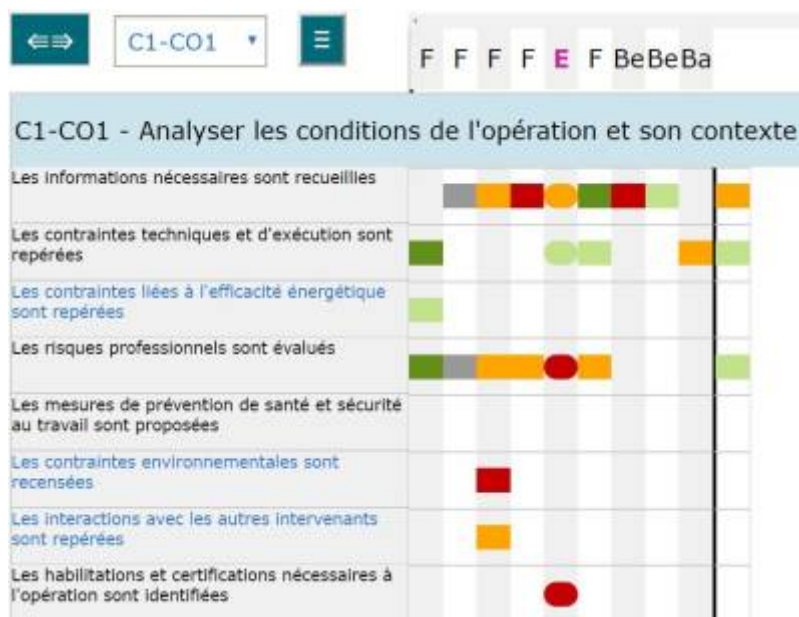 C1-CO1
F F F F E F Be Be Ba
C1-CO1 - Analyser les conditions de l'opération et son contexte
Les informations nécessaires sont recueillies
Les contraintes techniques et d'exécution sont
repérées
Les contraintes liées à l'efficacité énergétique
sont repérées
Les risques professionnels sont évalués
Les mesures de prévention de santé et sécurité
au travail sont proposées
Les contraintes environnementales sont
recensées
Les interactions avec les autres intervenants
sont repérées
Les habilitations et certifications nécessaires à
l'opération sont identifiées